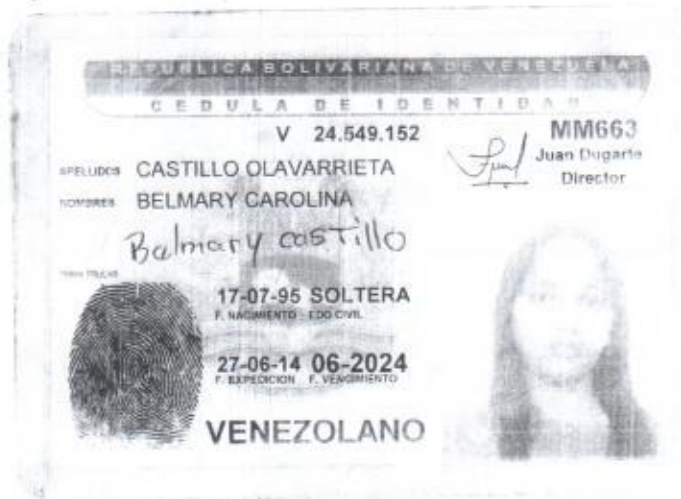 REPUBLICA BOLIVARIANA DE VENEZUELA
CEDULA DE IDENTIDAD
V 24.549.152
MM663
Juan Dugarte
Director
APELLIDOS CASTILLO OLAVARRIETA
NOMBRES BELMARY CAROLINA
Belmary casTillo
17-07-95 SOLTERA
F. NACIMIENTO EDO CIVIL
27-06-14 06-2024
F. EXPEDICION F. VENCIMIENTO
VENEZOLANO